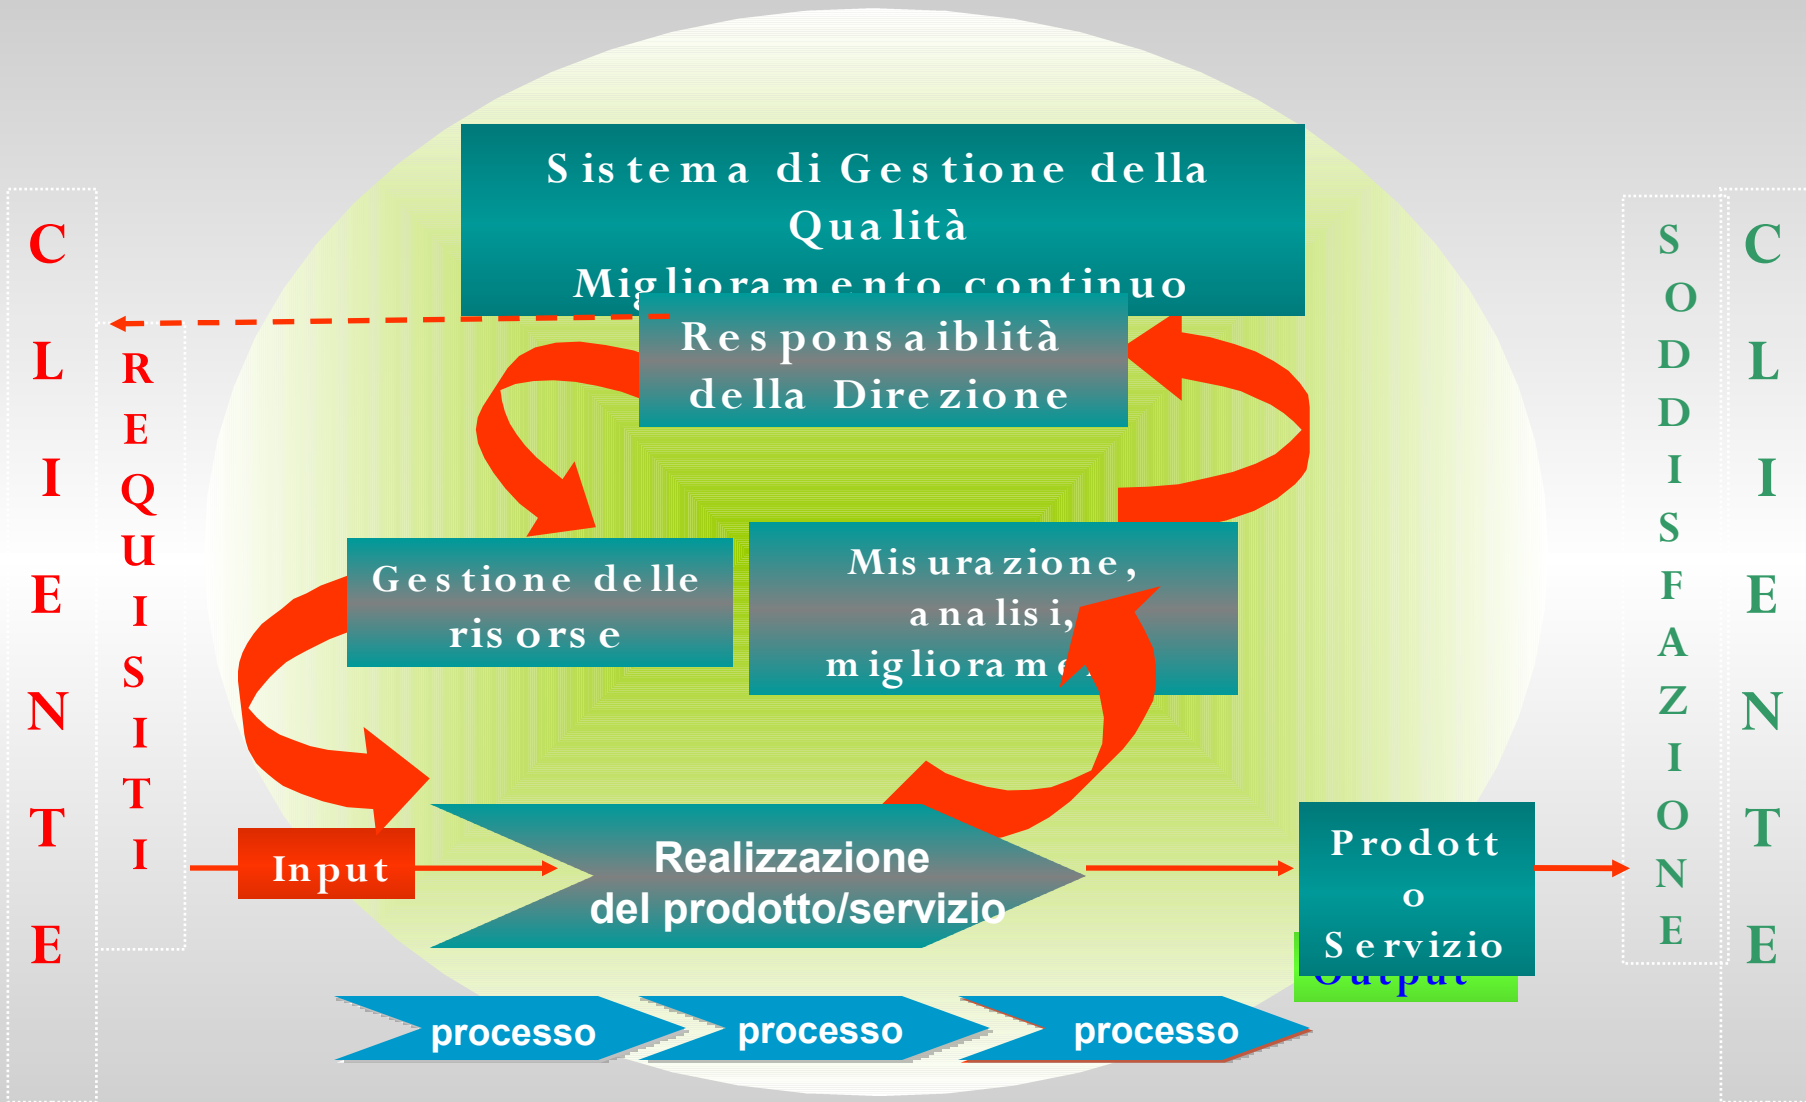 Sistema di Gestione della
Qualità
Miglioramento continuo
CLIENTE
REQUISITI
Responsaiblità
della Direzione
SODDISFAZIONE
CLIENTE
Gestione delle
risorse
Misurazione,
analisi,
Input
Realizzazione
del prodotto/servizio
Prodott
o
Servizio
Output
processo
processo
processo